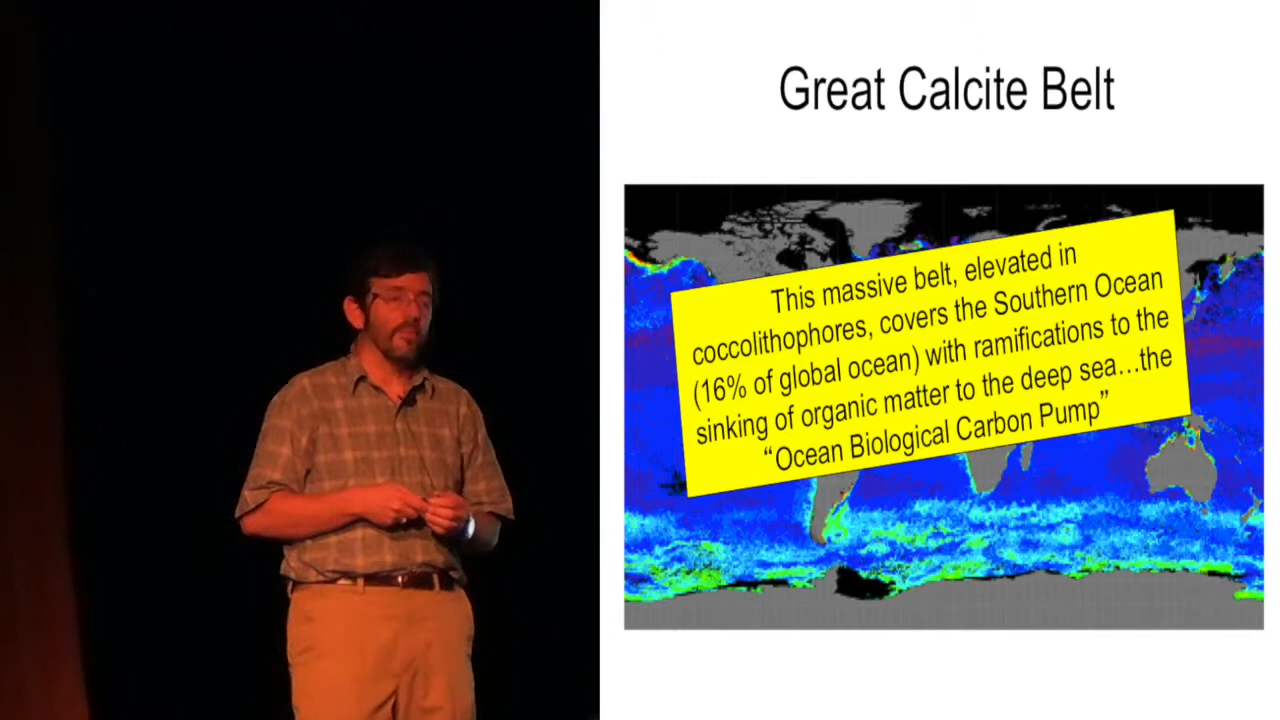 Great Calcite Belt
This massive belt, elevated in
coccolithophores, covers the Southern Ocean
(16% of global ocean) with ramifications to the
sinking of organic matter to the deep sea…the
“Ocean Biological Carbon Pump”